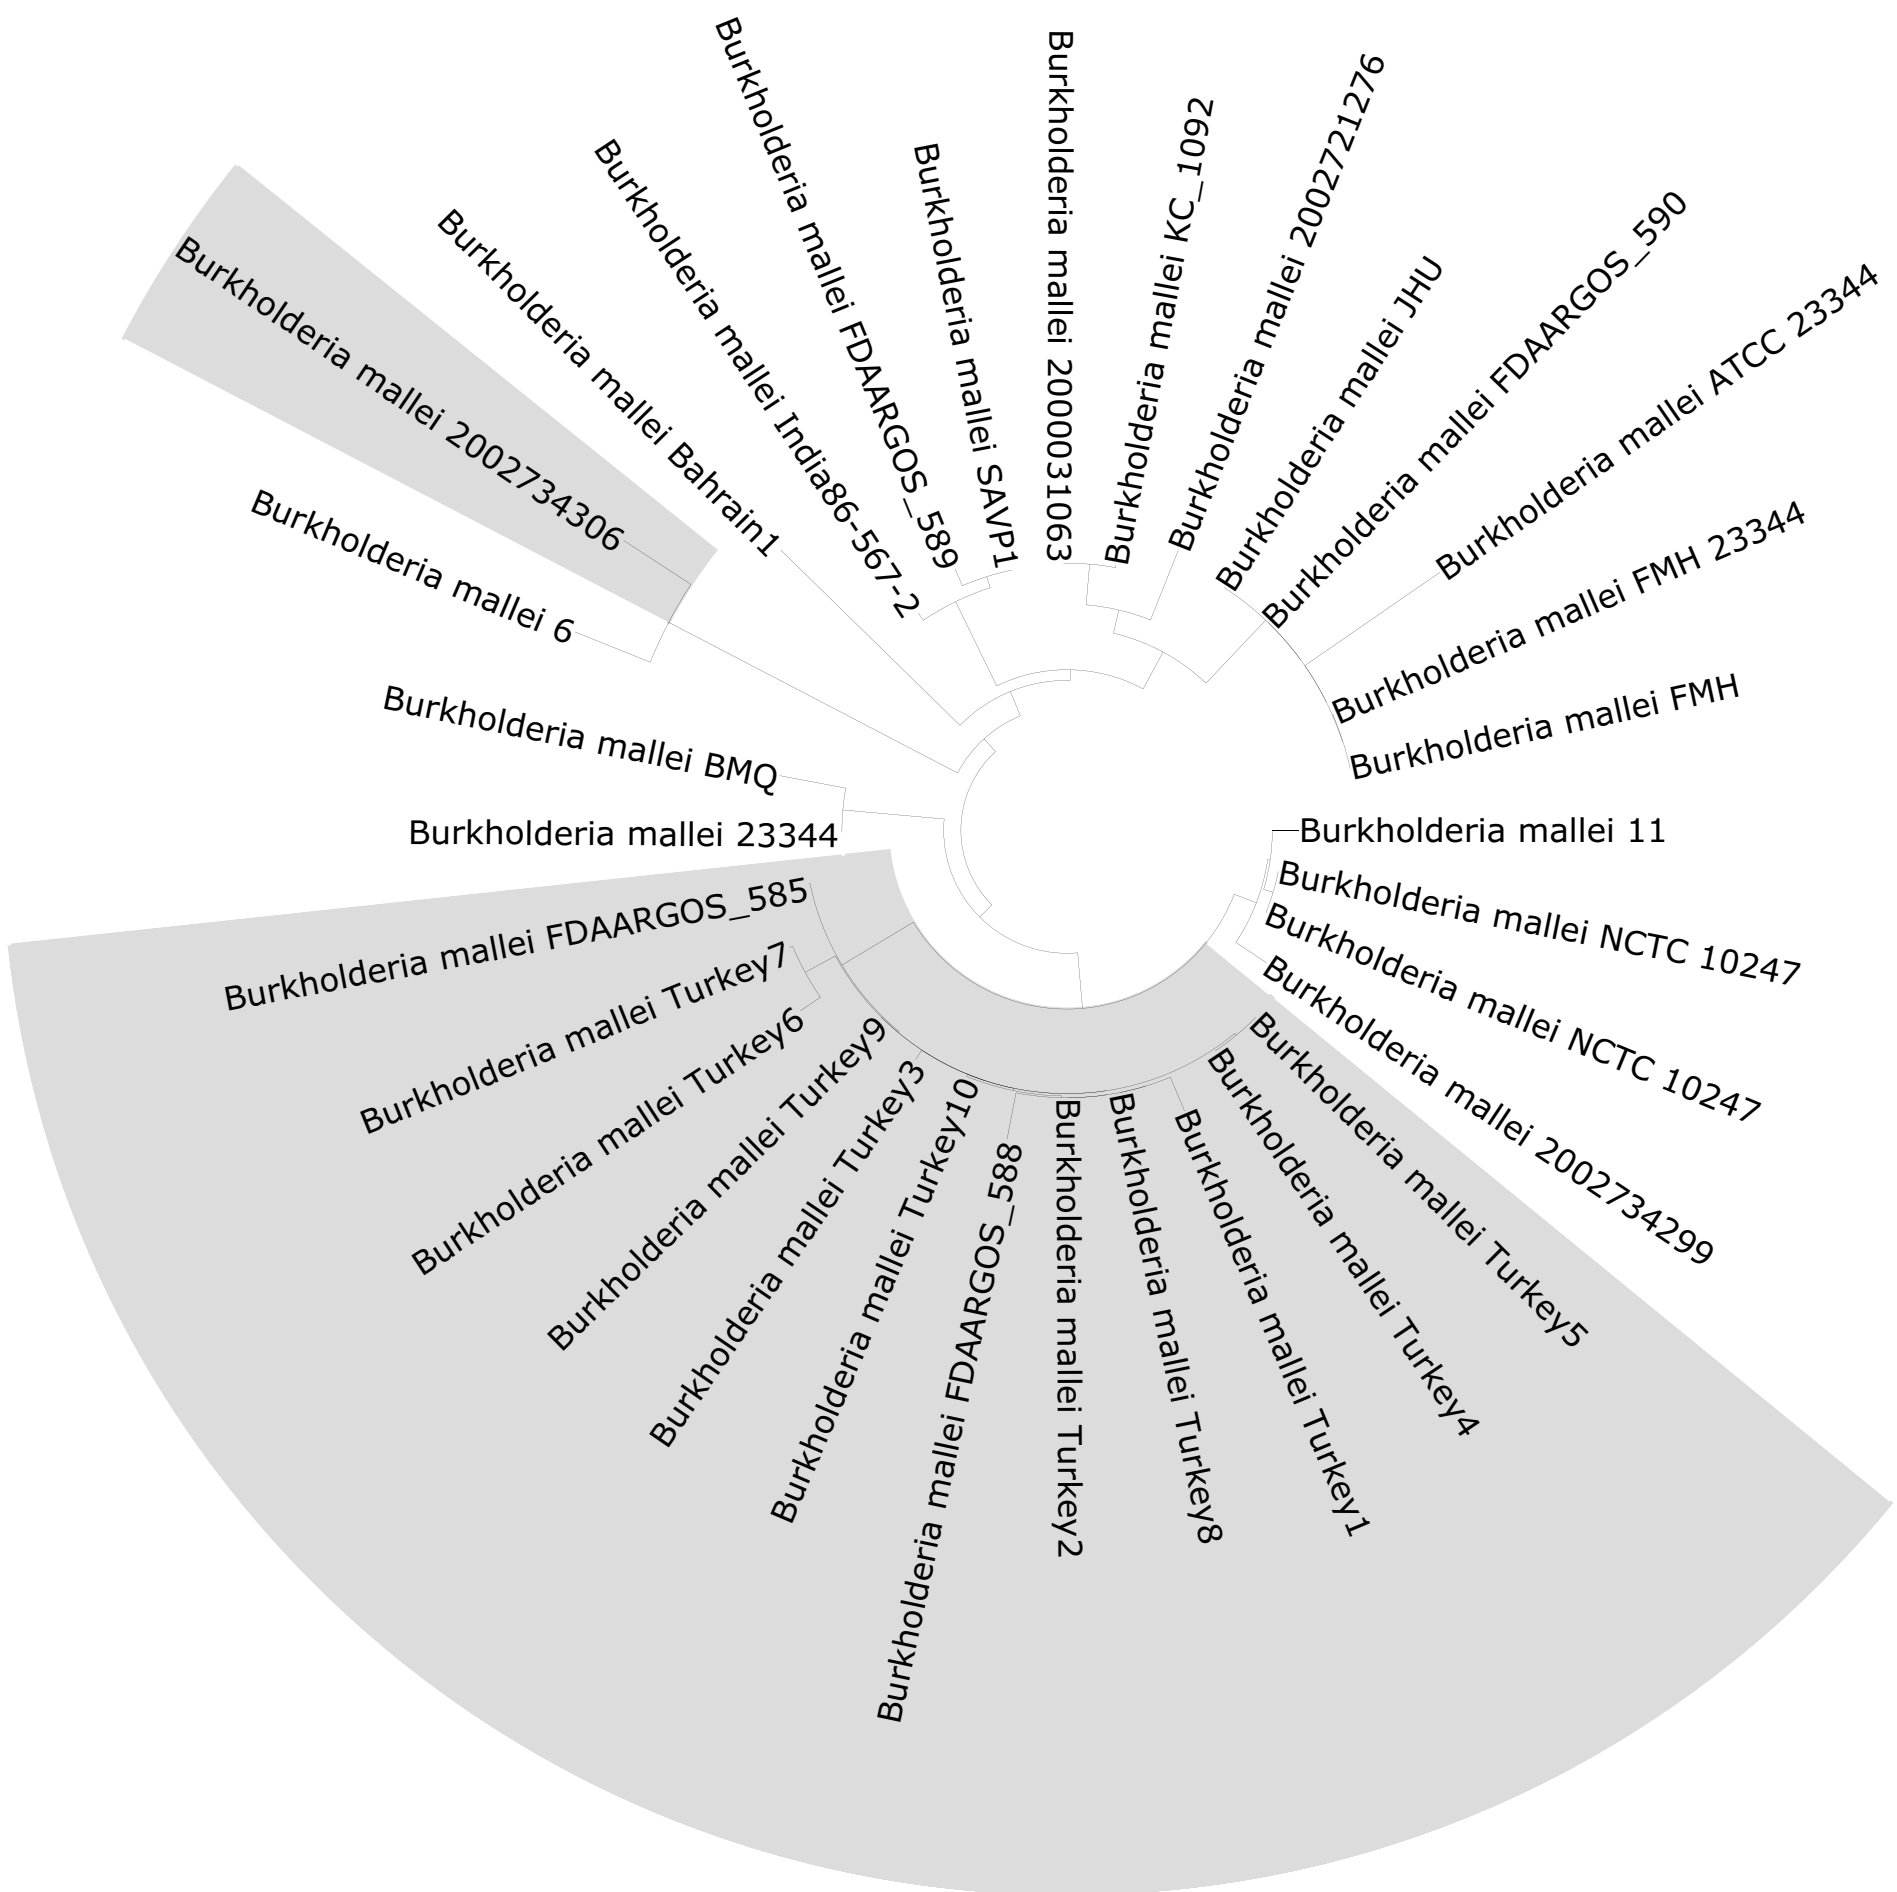 Burkholderia mallei 2000031063
Burkholderia mallei KC_1092
Burkholderia mallei 2002721276
Burkholderia mallei JHU
Burkholderia mallei FDAARGOS_590
Burkholderia mallei ATCC 23344
Burkholderia mallei FMH 23344
Burkholderia mallei FMH
Burkholderia mallei 11
Burkholderia mallei NCTC 10247
Burkholderia mallei NCTC 10247
Burkholderia mallei 2002734299
Burkholderia mallei Turkey5
Burkholderia mallei Turkey4
Burkholderia mallei Turkey1
Burkholderia mallei Turkey8
Burkholderia mallei Turkey2
Burkholderia mallei FDAARGOS_588
Burkholderia mallei Turkey10
Burkholderia mallei Turkey3
Burkholderia mallei Turkey9
Burkholderia mallei Turkey6
Burkholderia mallei Turkey7
Burkholderia mallei FDAARGOS_585
Burkholderia mallei 23344
Burkholderia mallei BMQ
Burkholderia mallei 6
Burkholderia mallei 2002734306
Burkholderia mallei Bahrain1
Burkholderia mallei India86-567-2
Burkholderia mallei FDAARGOS_589
Burkholderia mallei SAVP1